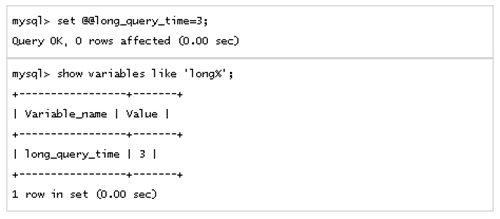 mysql> set @@long_query_time=3;
Query OK, 0 rows affected (0.00 sec)
mysql> show variables like 'long%';
+-----------------+-------+
| Variable_name | Value |
+-----------------+-------+
| long_query_time | 3 |
+-----------------+-------+
1 row in set (0.00 sec)